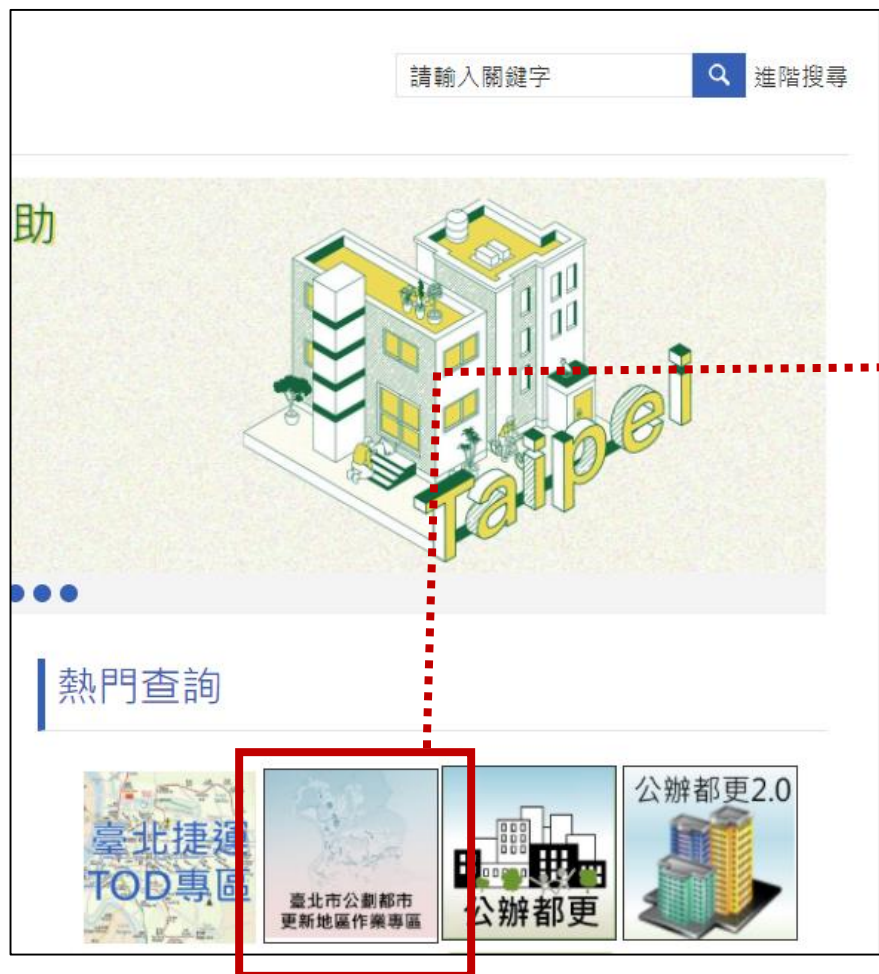 請輸入關鍵字
進階搜尋
助
Taipei
熱門查詢
臺北捷運
TOD專區
臺北市公劃都市
更新地區作業專區
公辦都更
公辦都更2.0